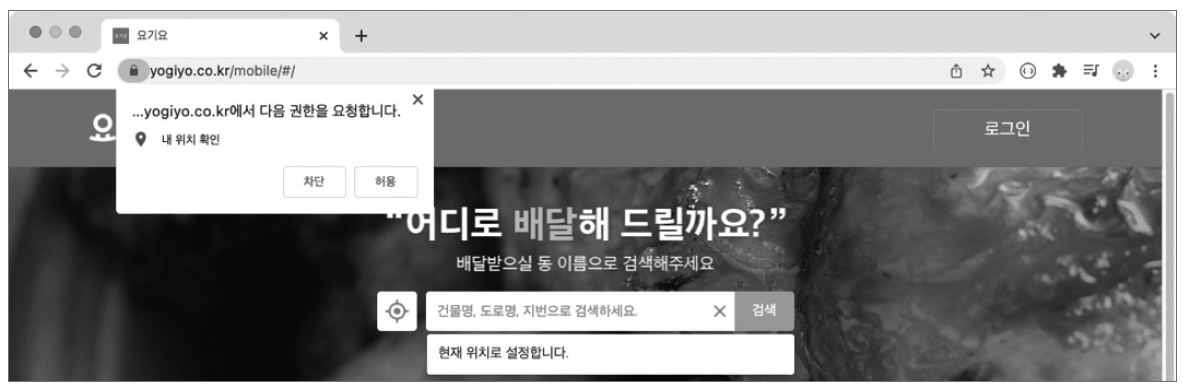 요기요
yogiyo.co.kr/mobile/#/
...yogiyo.co.kr에서 다음 권한을 요청합니다.
내 위치 확인
차단 허용
요
로그인
“어디로 배달해 드릴까요?”
배달받으실 동 이름으로 검색해주세요
건물명, 도로명, 지번으로 검색하세요. 검색
현재 위치로 설정합니다.